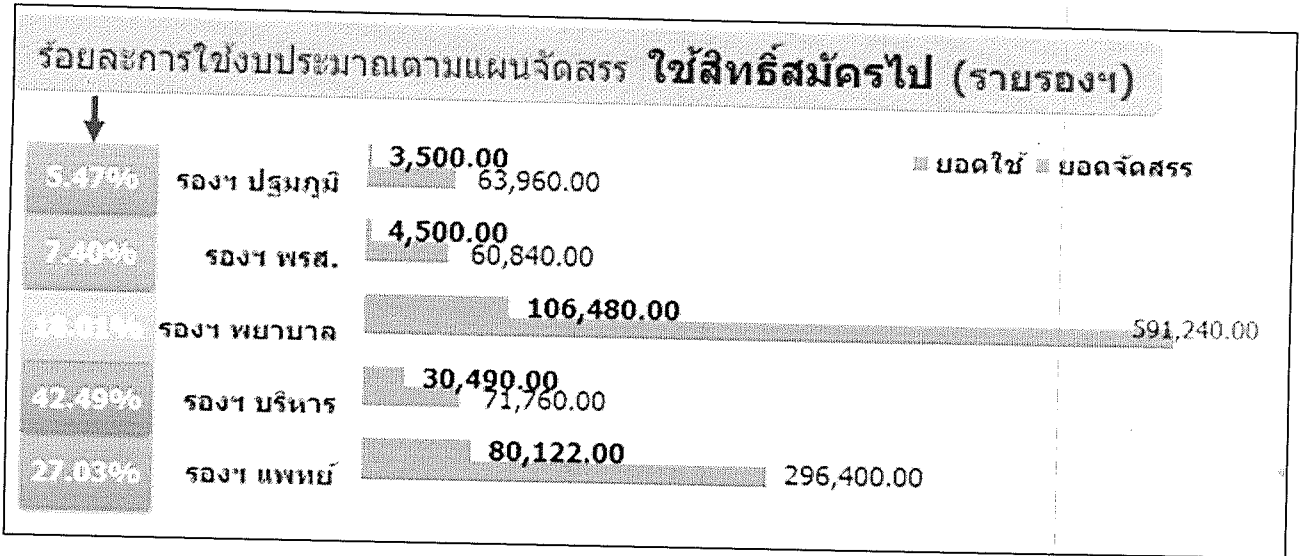 ร้อยละการใช้งบประมาณตามแผนจัดสรร ใช้สิทธิ์สมัครไป (รายรองฯ)
ยอดใช้ ยอดจัดสรร
5.47% รองฯ ปฐมภูมิ 3,500.00 63,960.00
7.40% รองฯ พรส. 4,500.00 60,840.00
18.01% รองฯ พยาบาล 106,480.00 591,240.00
42.49% รองฯ บริหาร 30,490.00 71,760.00
27.03% รองฯ แพทย์ 80,122.00 296,400.00